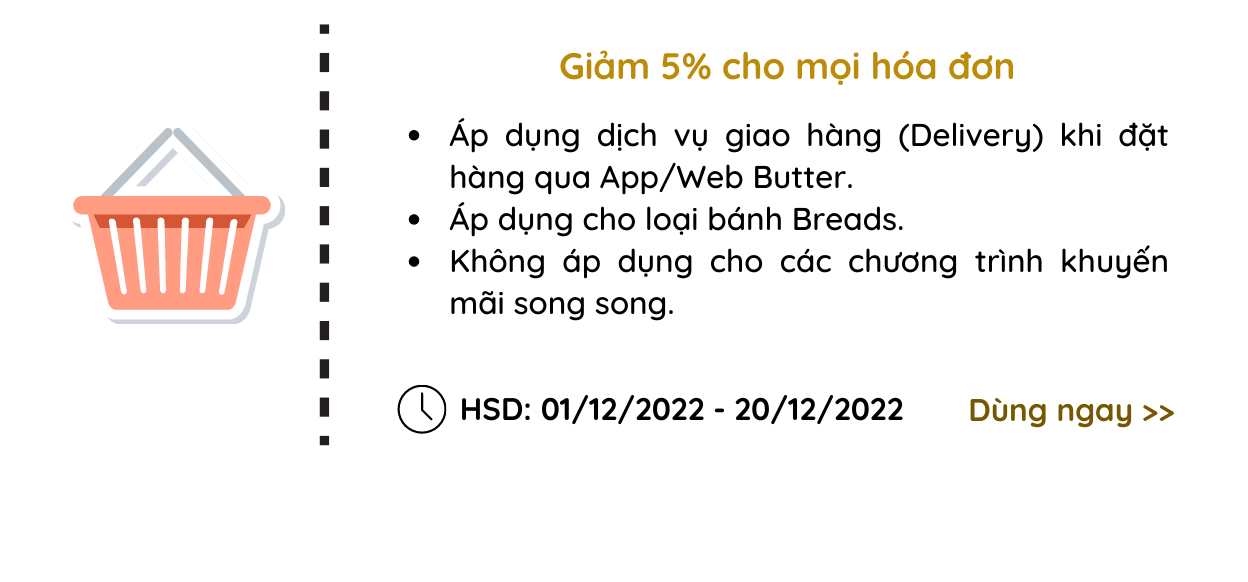 Giảm 5% cho mọi hóa đơn
• Áp dụng dịch vụ giao hàng (Delivery) khi đặt
hàng qua App/Web Butter.
• Áp dụng cho loại bánh Breads.
• Không áp dụng cho các chương trình khuyến
mãi song song.
HSD: 01/12/2022 - 20/12/2022
Dùng ngay >>